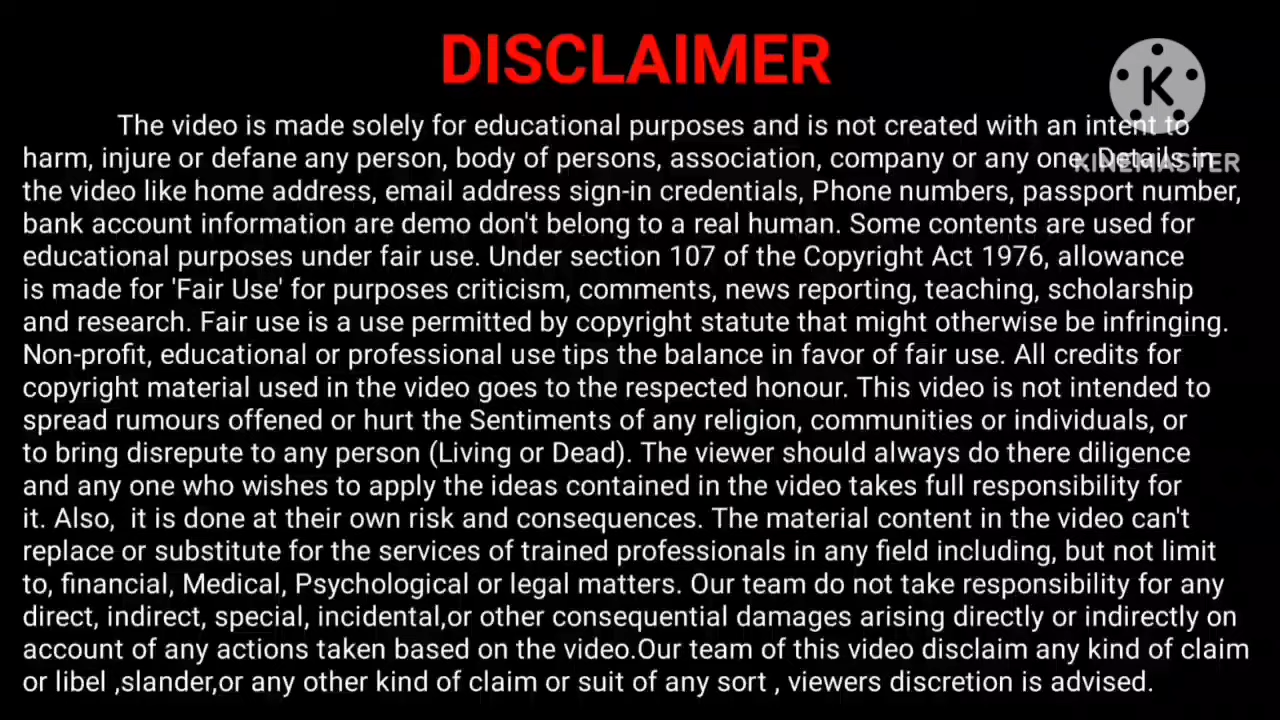 DISCLAIMER
K
KINEMASTER
The video is made solely for educational purposes and is not created with an intent to
harm, injure or defane any person, body of persons, association, company or any one. Details in
the video like home address, email address sign-in credentials, Phone numbers, passport number,
bank account information are demo don't belong to a real human. Some contents are used for
educational purposes under fair use. Under section 107 of the Copyright Act 1976, allowance
is made for 'Fair Use' for purposes criticism, comments, news reporting, teaching, scholarship
and research. Fair use is a use permitted by copyright statute that might otherwise be infringing.
Non-profit, educational or professional use tips the balance in favor of fair use. All credits for
copyright material used in the video goes to the respected honour. This video is not intended to
spread rumours offened or hurt the Sentiments of any religion, communities or individuals, or
to bring disrepute to any person (Living or Dead). The viewer should always do there diligence
and any one who wishes to apply the ideas contained in the video takes full responsibility for
it. Also,  it is done at their own risk and consequences. The material content in the video can't
replace or substitute for the services of trained professionals in any field including, but not limit
to, financial, Medical, Psychological or legal matters. Our team do not take responsibility for any
direct, indirect, special, incidental,or other consequential damages arising directly or indirectly on
account of any actions taken based on the video.Our team of this video disclaim any kind of claim
or libel ,slander,or any other kind of claim or suit of any sort , viewers discretion is advised.